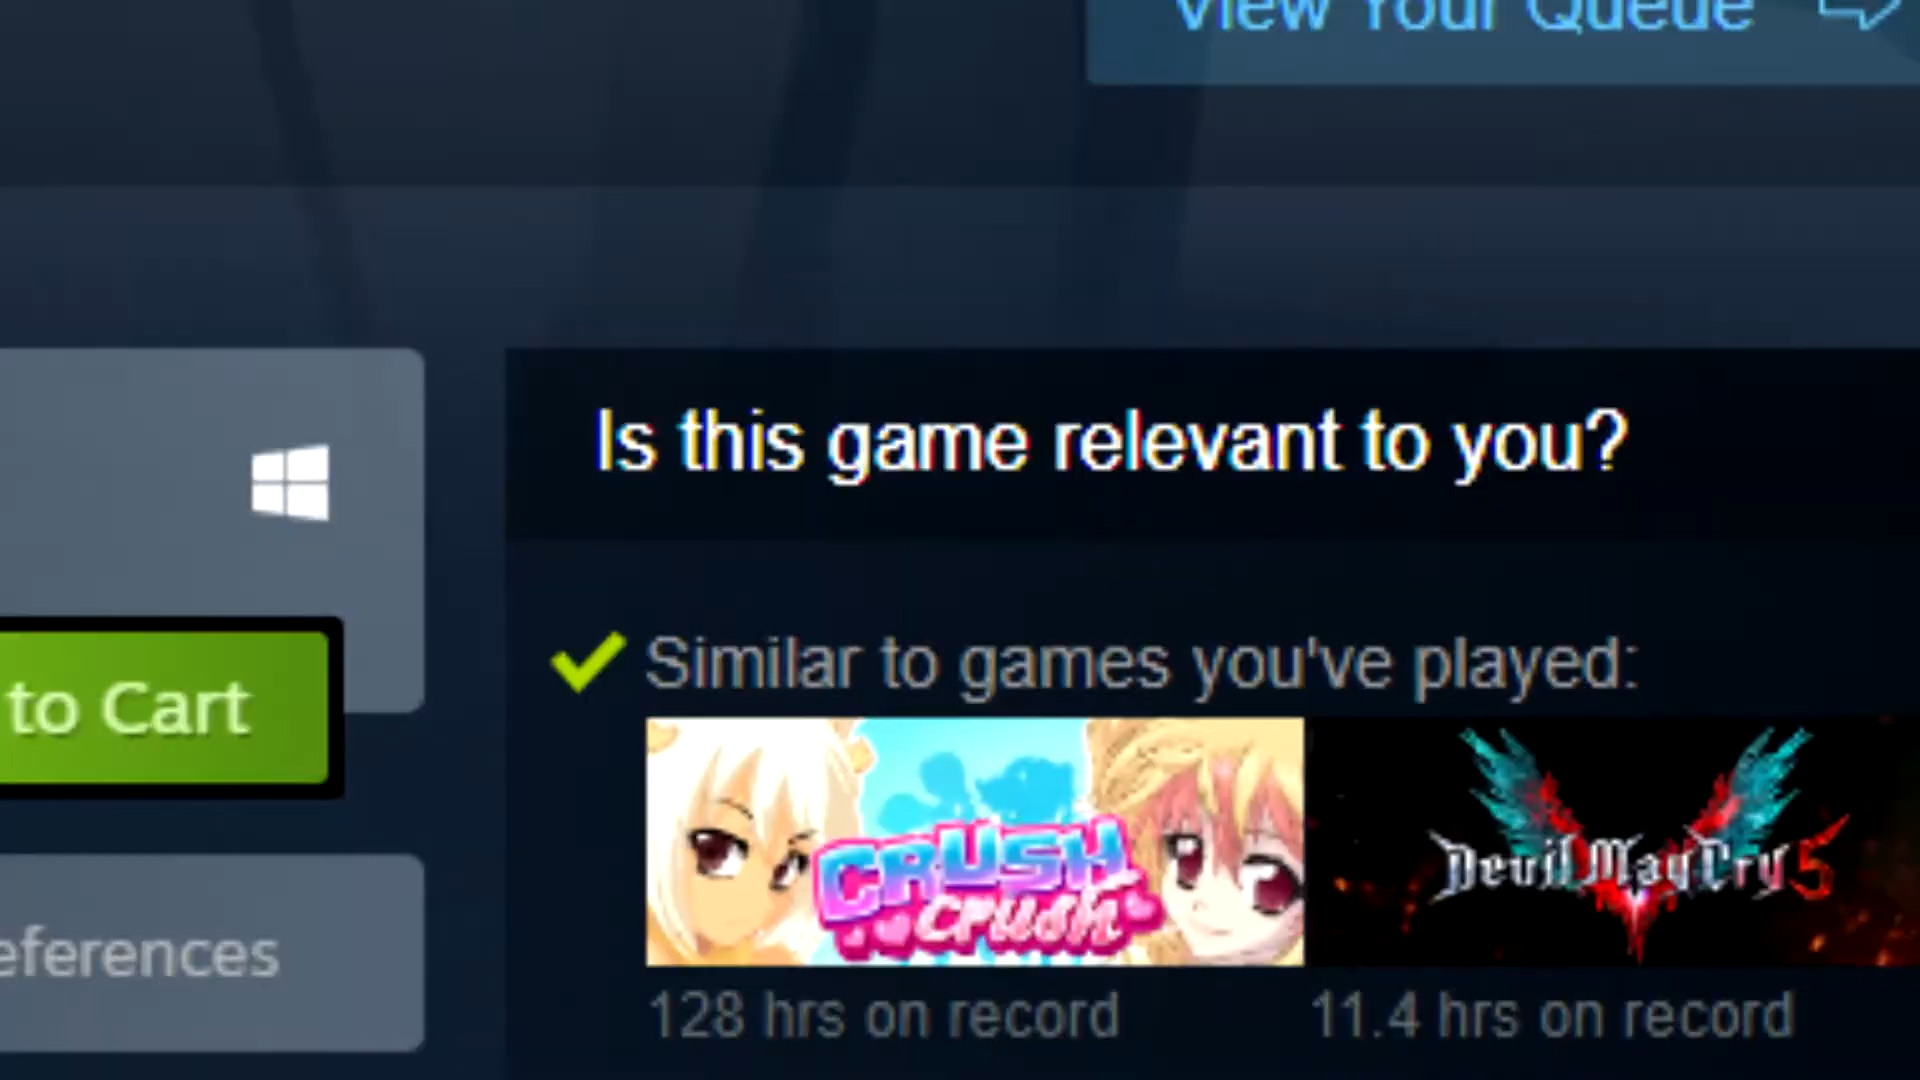 View Your Queue
Is this game relevant to you?
to Cart
Similar to games you've played:
CRUSH
CRUSH
Devil May Cry 5
eferences
128 hrs on record
11.4 hrs on record